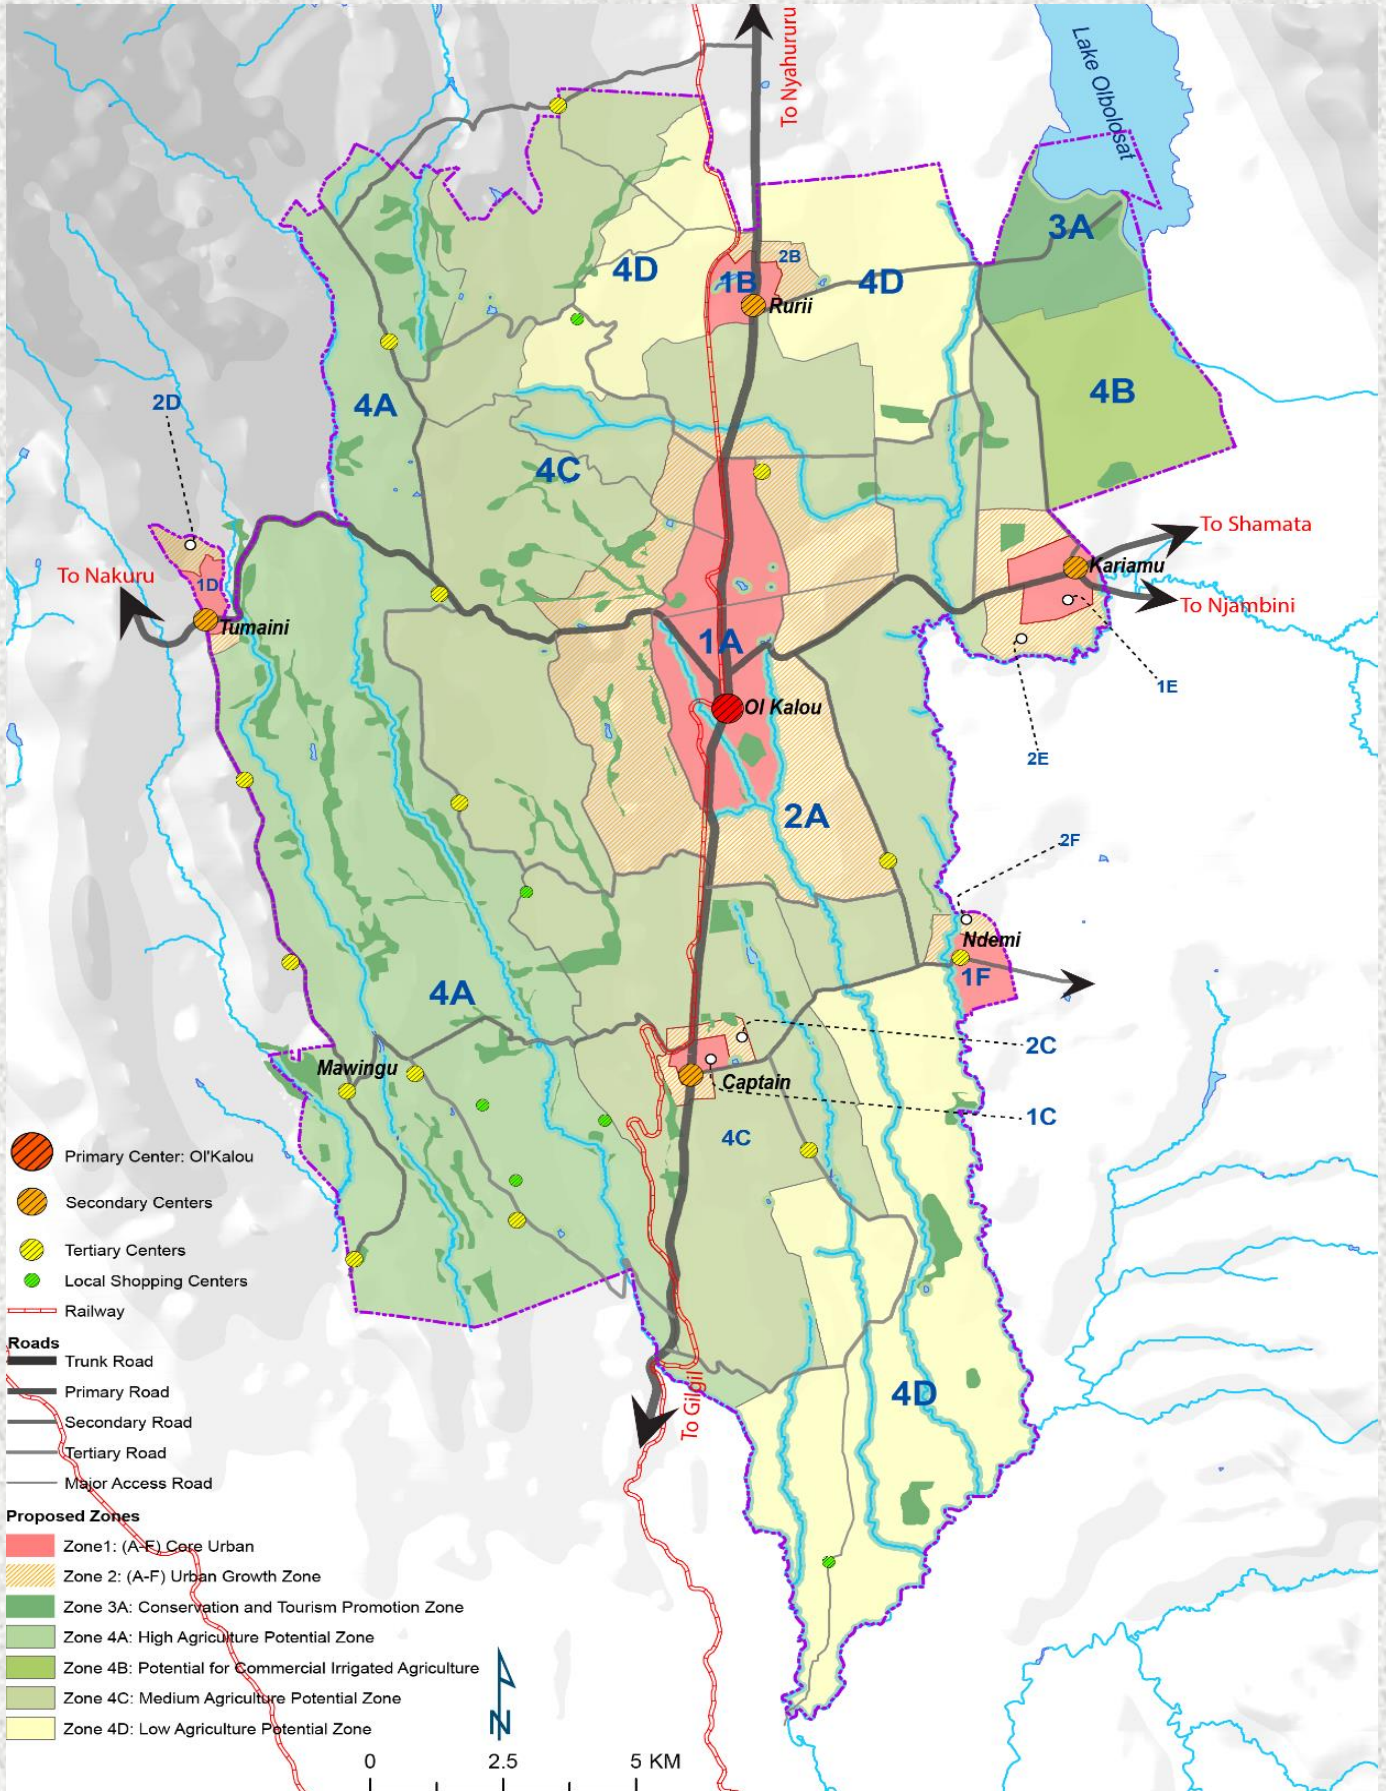 To Nyahururu
Lake Olbolosat
3A
2B
4D
1B
4D
Rurii
4B
2D
4A
4C
To Shamata
Kariamu
To Nakuru
1D
To Njambini
Tumaini
1A
1E
Ol Kalou
2E
2A
2F
Ndemi
1F
4A
2C
Mawingu
Captain
1C
4C
To Gilgil
4D
Primary Center: Ol'Kalou
Secondary Centers
Tertiary Centers
Local Shopping Centers
Railway
Roads
Trunk Road
Primary Road
Secondary Road
Tertiary Road
Major Access Road
Proposed Zones
Zone1: (A-F) Core Urban
Zone 2: (A-F) Urban Growth Zone
Zone 3A: Conservation and Tourism Promotion Zone
Zone 4A: High Agriculture Potential Zone
Zone 4B: Potential for Commercial Irrigated Agriculture
Zone 4C: Medium Agriculture Potential Zone
Zone 4D: Low Agriculture Potential Zone
N
0 2.5 5 KM